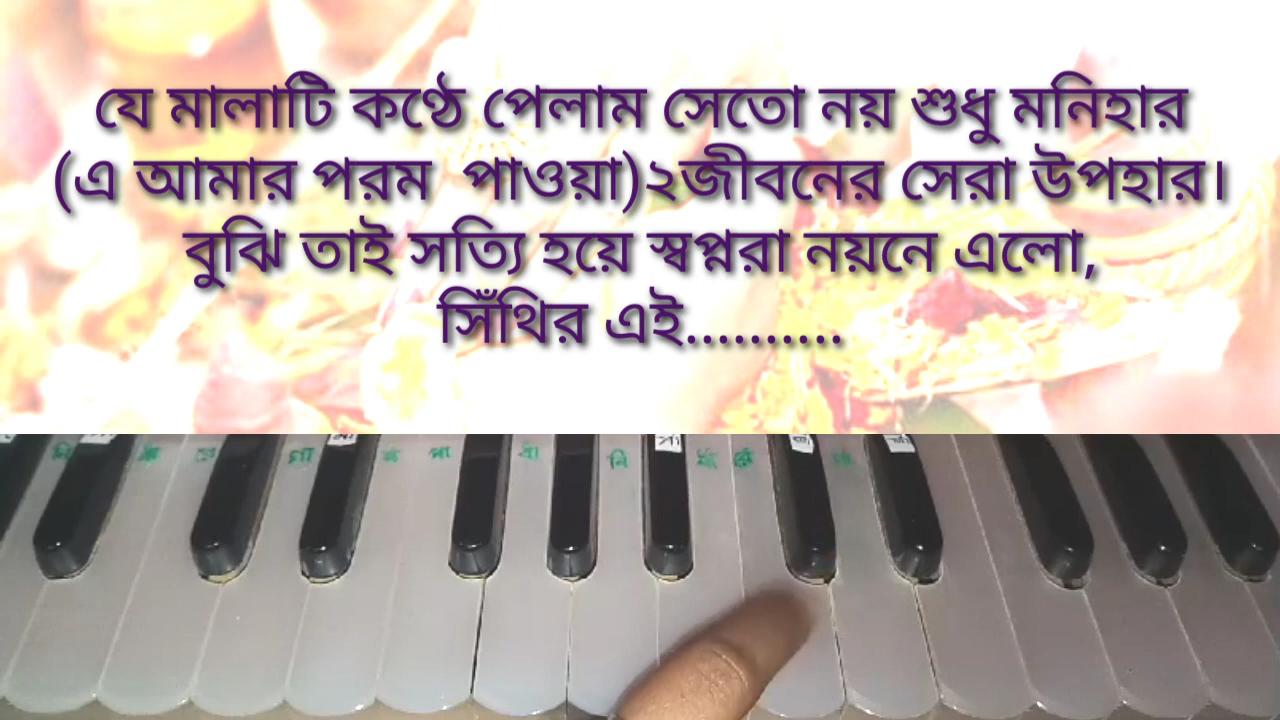 যে মালাটি কণ্ঠে পেলাম সেতো নয় শুধু মনিহার
(এ আমার পরম পাওয়া)২জীবনের সেরা উপহার।
বুঝি তাই সত্যি হয়ে স্বপ্নরা নয়নে এলো,
সিঁথির এই..........
পা নি